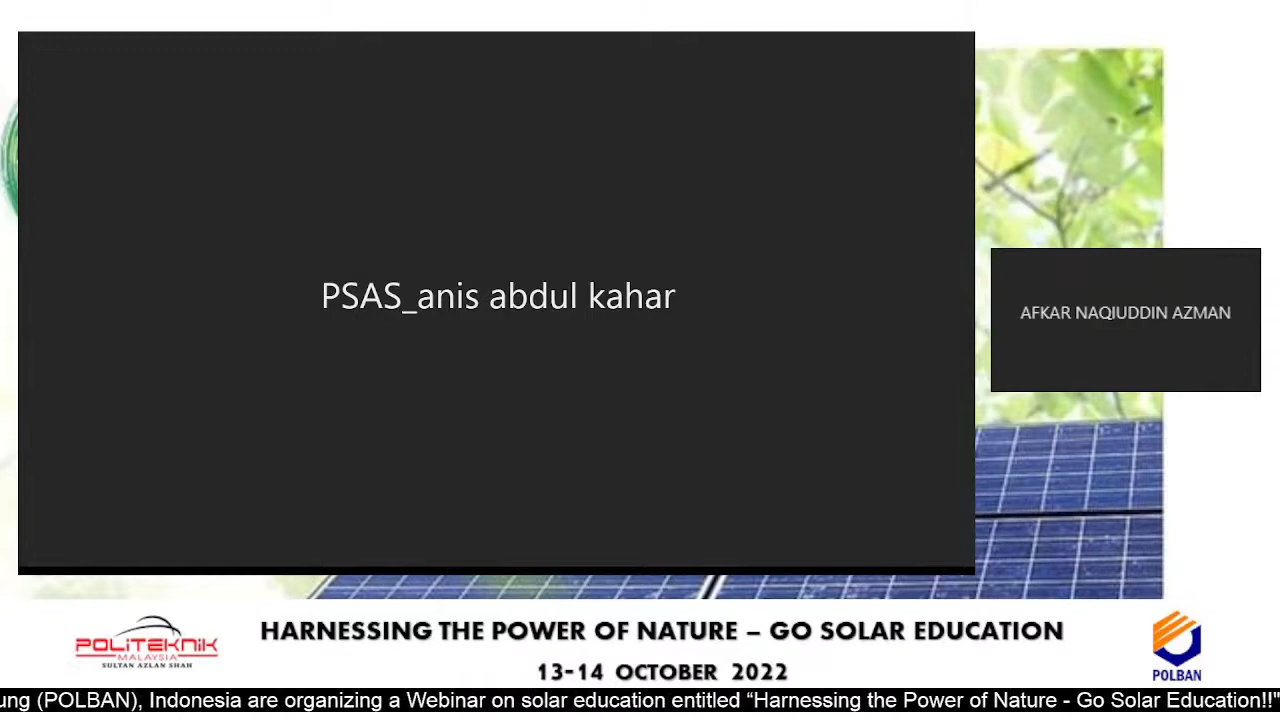 PSAS_anis abdul kahar
AFKAR NAQIUDDIN AZMAN
POLITEKNIK
MALAYSIA
SULTAN AZLAN SHAH
HARNESSING THE POWER OF NATURE – GO SOLAR EDUCATION
13-14 OCTOBER 2022
POLBAN
ung (POLBAN), Indonesia are organizing a Webinar on solar education entitled “Harnessing the Power of Nature - Go Solar Education!!"